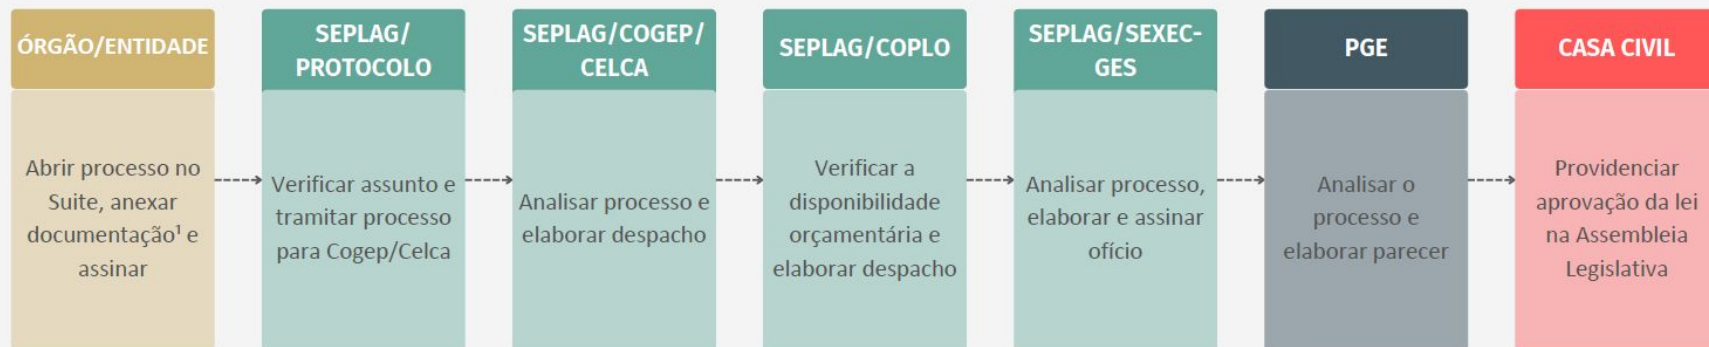 ÓRGÃO/ENTIDADE
Abrir processo no
Suite, anexar
documentação¹ e
assinar
SEPLAG/
PROTOCOLO
Verificar assunto e
tramitar processo
para Cogep/Celca
SEPLAG/COGEP/
CELCA
Analisar processo e
elaborar despacho
SEPLAG/COPLO
Verificar a
disponibilidade
orçamentária e
elaborar despacho
SEPLAG/SEXEC-
GES
Analisar processo,
elaborar e assinar
ofício
PGE
Analisar o
processo e
elaborar parecer
CASA CIVIL
Providenciar
aprovação da lei
na Assembleia
Legislativa